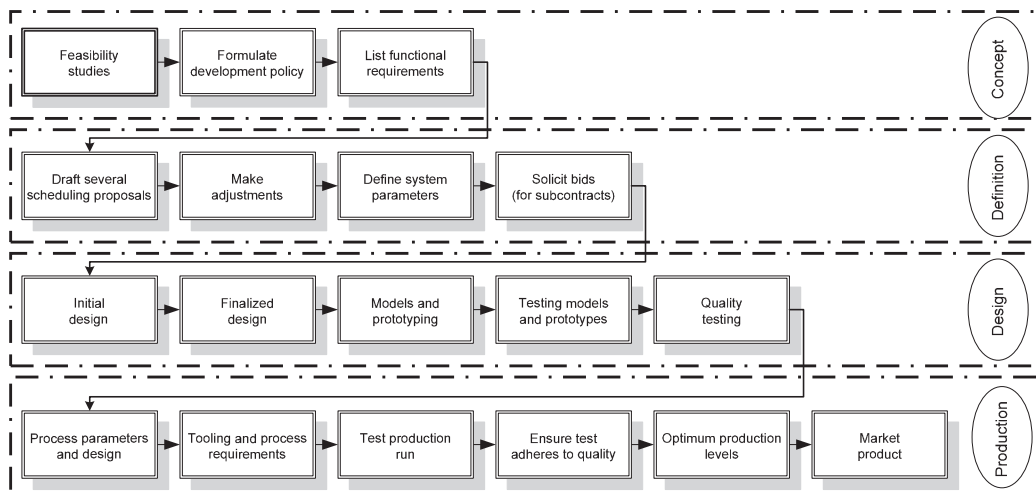 Feasibility
studies
Formulate
development policy
List functional
requirements
Concept
Draft several
scheduling proposals
Make
adjustments
Define system
parameters
Solicit bids
(for subcontracts)
Definition
Initial
design
Finalized
design
Models and
prototyping
Testing models
and prototypes
Quality
testing
Design
Process parameters
and design
Tooling and process
requirements
Test production
run
Ensure test
adheres to quality
Optimum production
levels
Market
product
Production